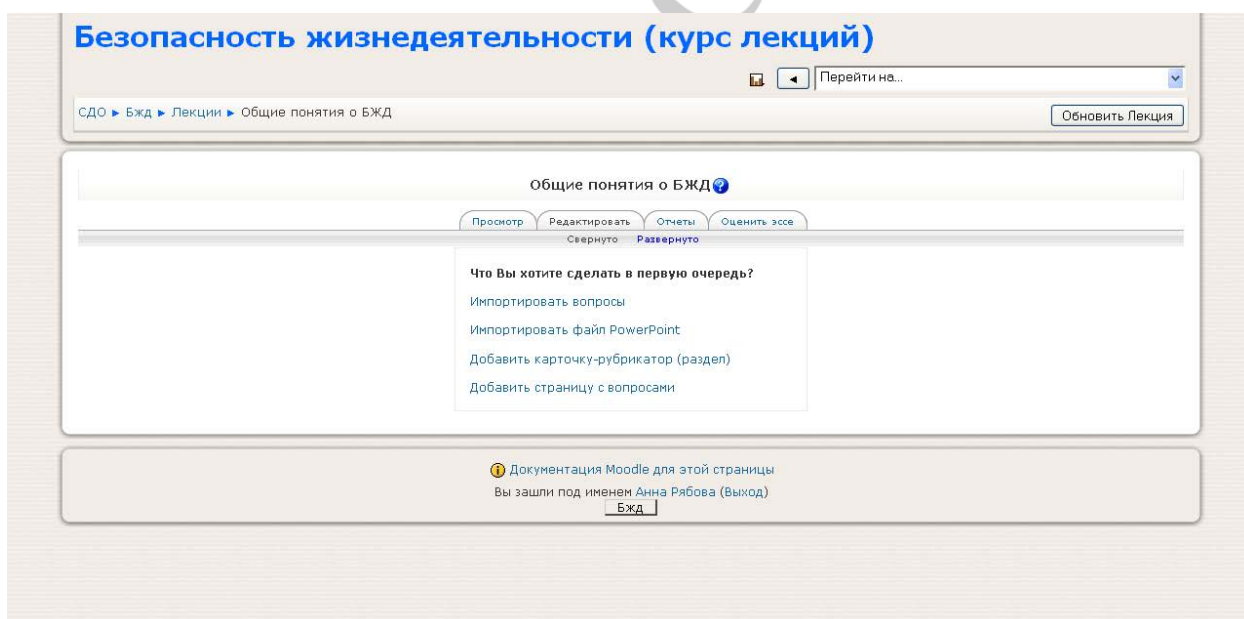 Безопасность жизнедеятельности (курс лекций)
Перейти на...
СДО ► Бжд ► Лекции ► Общие понятия о БЖД
Обновить Лекция
Общие понятия о БЖД
Просмотр Редактировать Отчеты Оценить эссе
Свернуто Развернуто
Что Вы хотите сделать в первую очередь?
Импортировать вопросы
Импортировать файл PowerPoint
Добавить карточку-рубрикатор (раздел)
Добавить страницу с вопросами
Документация Moodle для этой страницы
Вы зашли под именем Анна Рябова (Выход)
Бжд